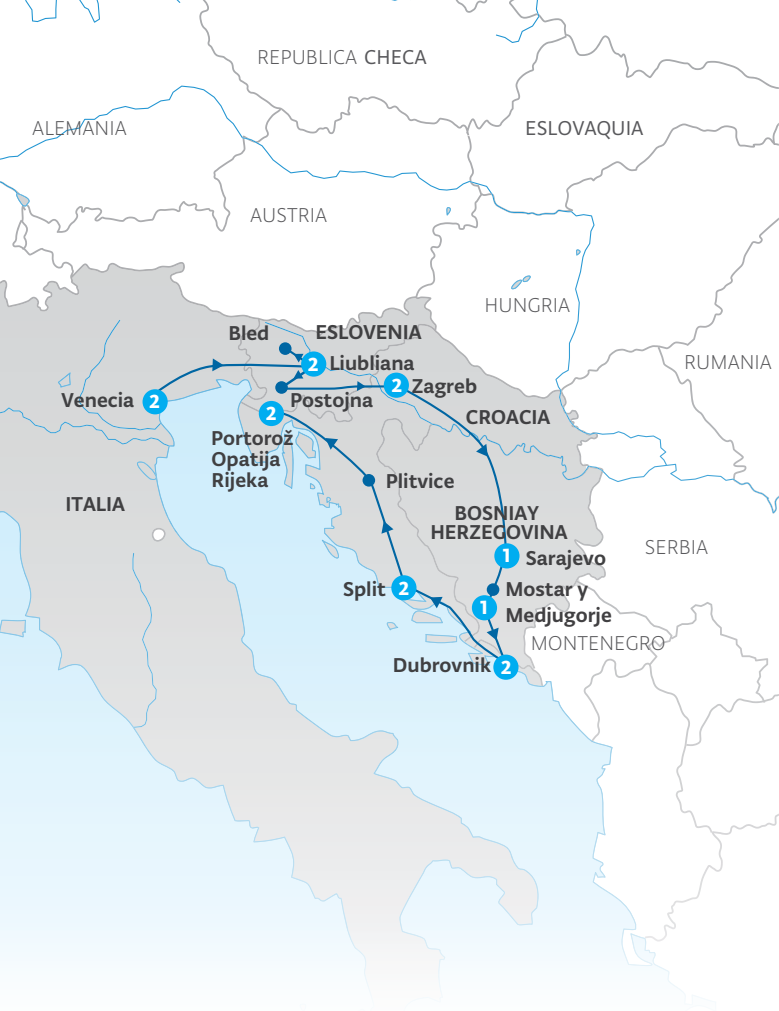 REPUBLICA CHECA
ALEMANIA
ESLOVAQUIA
AUSTRIA
HUNGRIA
Bled
ESLOVENIA
2
Liubliana
RUMANIA
Venecia
2
Postojna
2
Zagreb
2
CROACIA
Portorož
Opatija
Rijeka
Plitvice
ITALIA
BOSNIAY
HERZEGOVINA
SERBIA
1
Sarajevo
Split
2
Mostar y
Medjugorje
1
MONTENEGRO
Dubrovnik
2